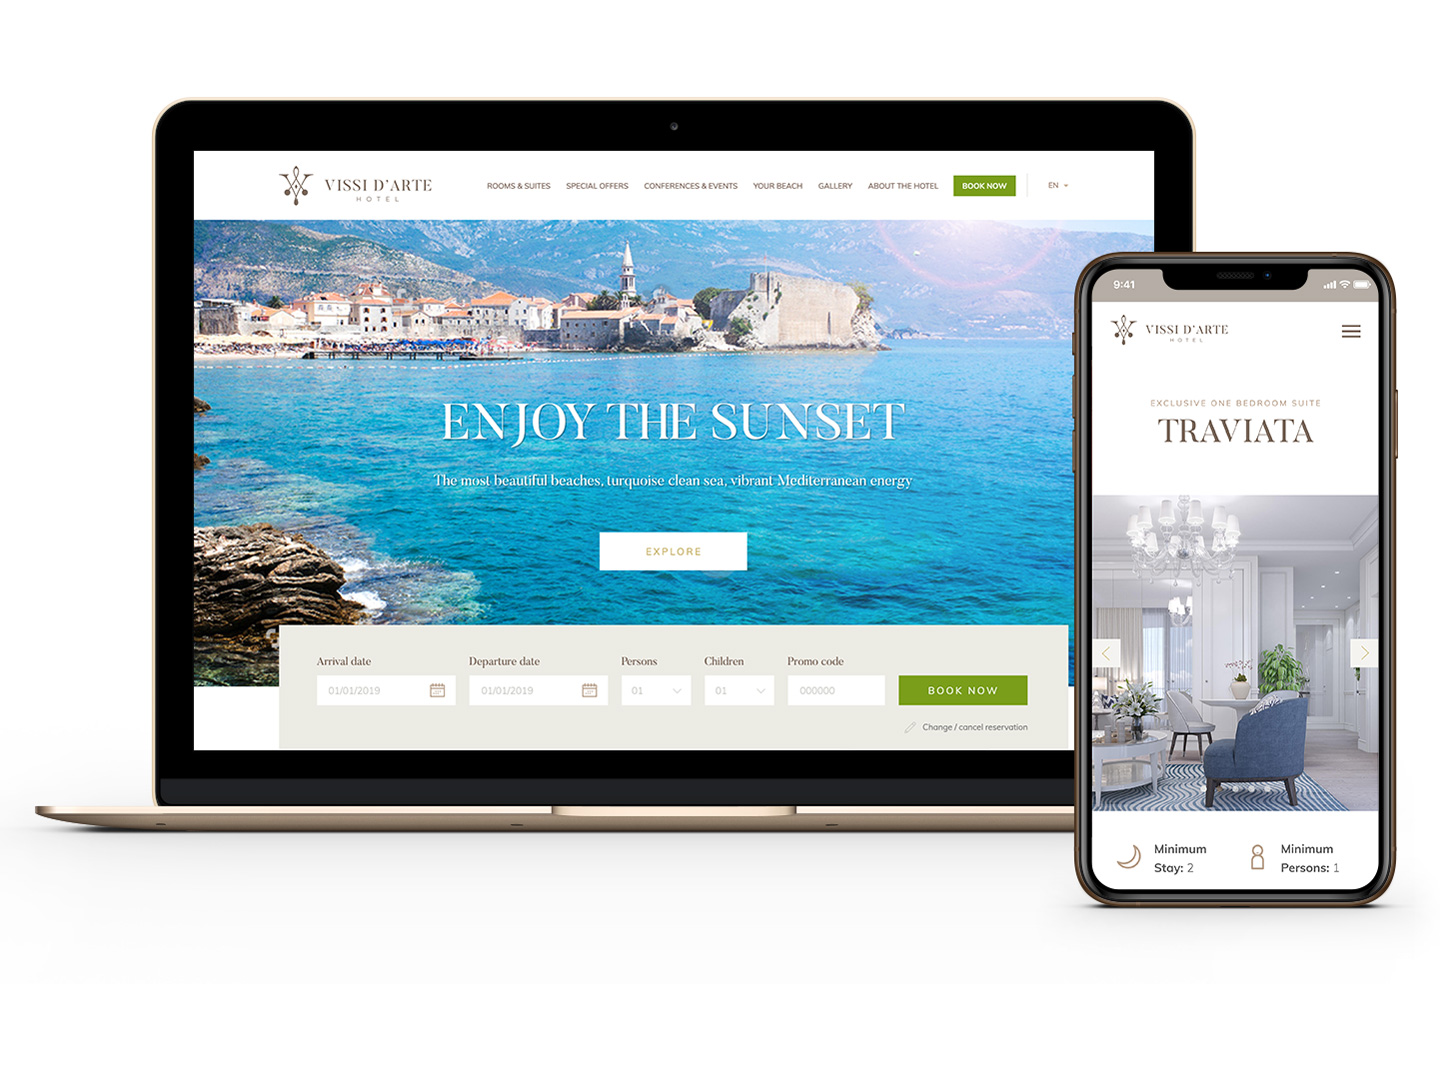 VISSI D'ARTE
HOTEL
ROOMS & SUITES
SPECIAL OFFERS
CONFERENCES & EVENTS
YOUR BEACH
GALLERY
ABOUT THE HOTEL
BOOK NOW
EN
ENJOY THE SUNSET
The most beautiful beaches, turquoise clean sea, vibrant Mediterranean energy
EXPLORE
Arrival date
Departure date
Persons
Children
Promo code
01/01/2019
01/01/2019
01
01
000000
BOOK NOW
Change / cancel reservation
9:41
VISSI D'ARTE
HOTEL
EXCLUSIVE ONE BEDROOM SUITE
TRAVIATA
Minimum
Stay: 2
Minimum
Persons: 1